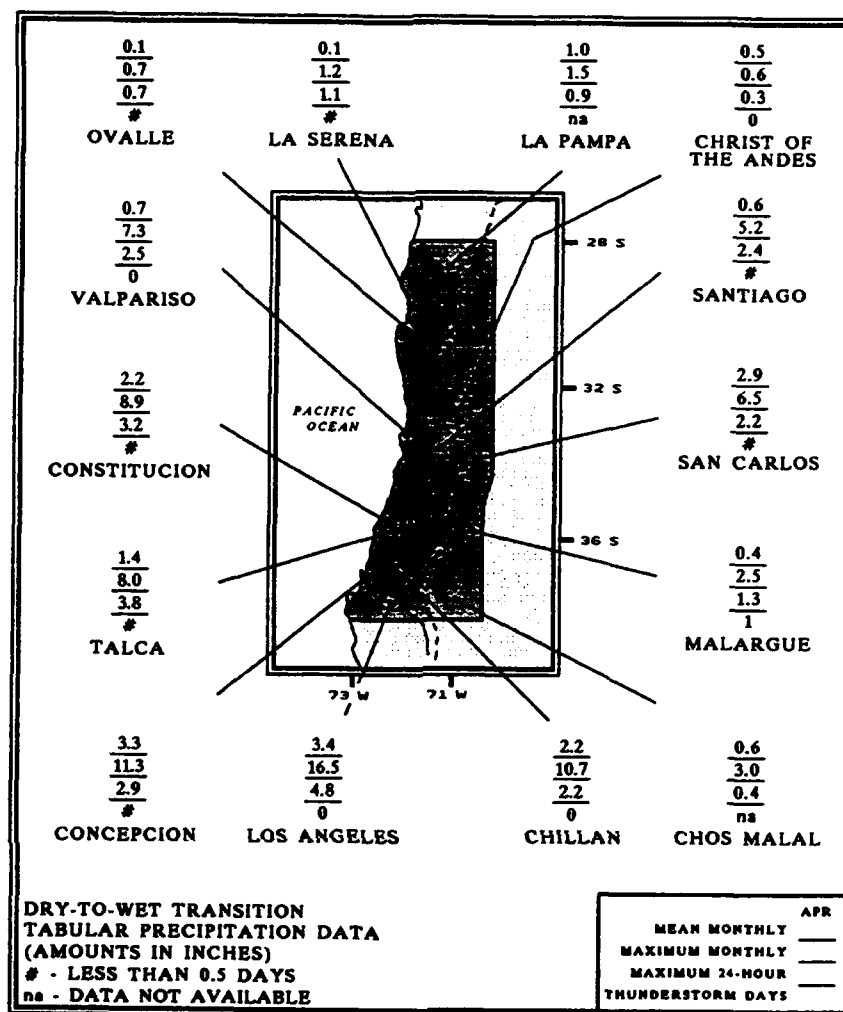 0.1
0.7
0.7
#
OVALLE
0.1
1.2
1.1
#
LA SERENA
1.0
1.5
0.9
na
LA PAMPA
0.5
0.6
0.3
0
CHRIST OF
THE ANDES
0.7
7.3
2.5
0
VALPARISO
0.6
5.2
2.4
#
SANTIAGO
2.2
8.9
3.2
#
CONSTITUCION
2.9
6.5
2.2
#
SAN CARLOS
1.4
8.0
3.8
#
TALCA
0.4
2.5
1.3
1
MALARGUE
28 S
32 S
36 S
PACIFIC
OCEAN
73 W
71 W
3.3
11.3
2.9
#
CONCEPCION
3.4
16.5
4.8
0
LOS ANGELES
2.2
10.7
2.2
0
CHILLAN
0.6
3.0
0.4
na
CHOS MALAL
DRY-TO-WET TRANSITION
TABULAR PRECIPITATION DATA
(AMOUNTS IN INCHES)
# - LESS THAN 0.5 DAYS
na - DATA NOT AVAILABLE
APR
MEAN MONTHLY
MAXIMUM MONTHLY
MAXIMUM 24-HOUR
THUNDERSTORM DAYS